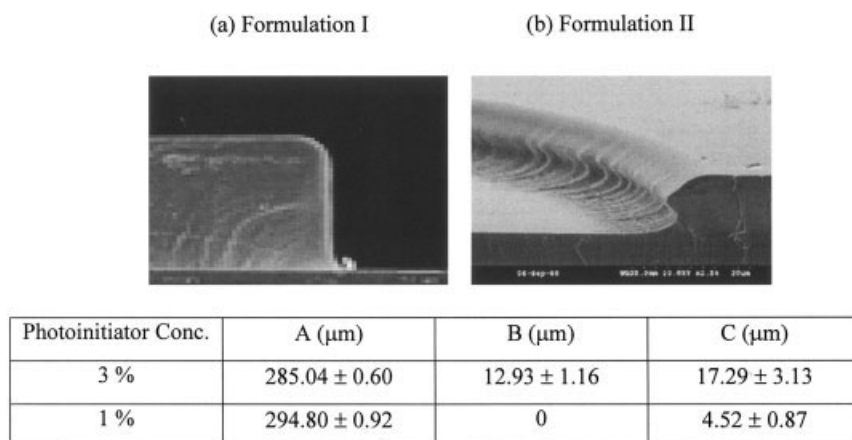 (a) Formulation I
(b) Formulation II
20μm
Photoinitiator Conc. A (μm) B (μm) C (μm)
3 % 285.04 ± 0.60 12.93 ± 1.16 17.29 ± 3.13
1 % 294.80 ± 0.92 0 4.52 ± 0.87